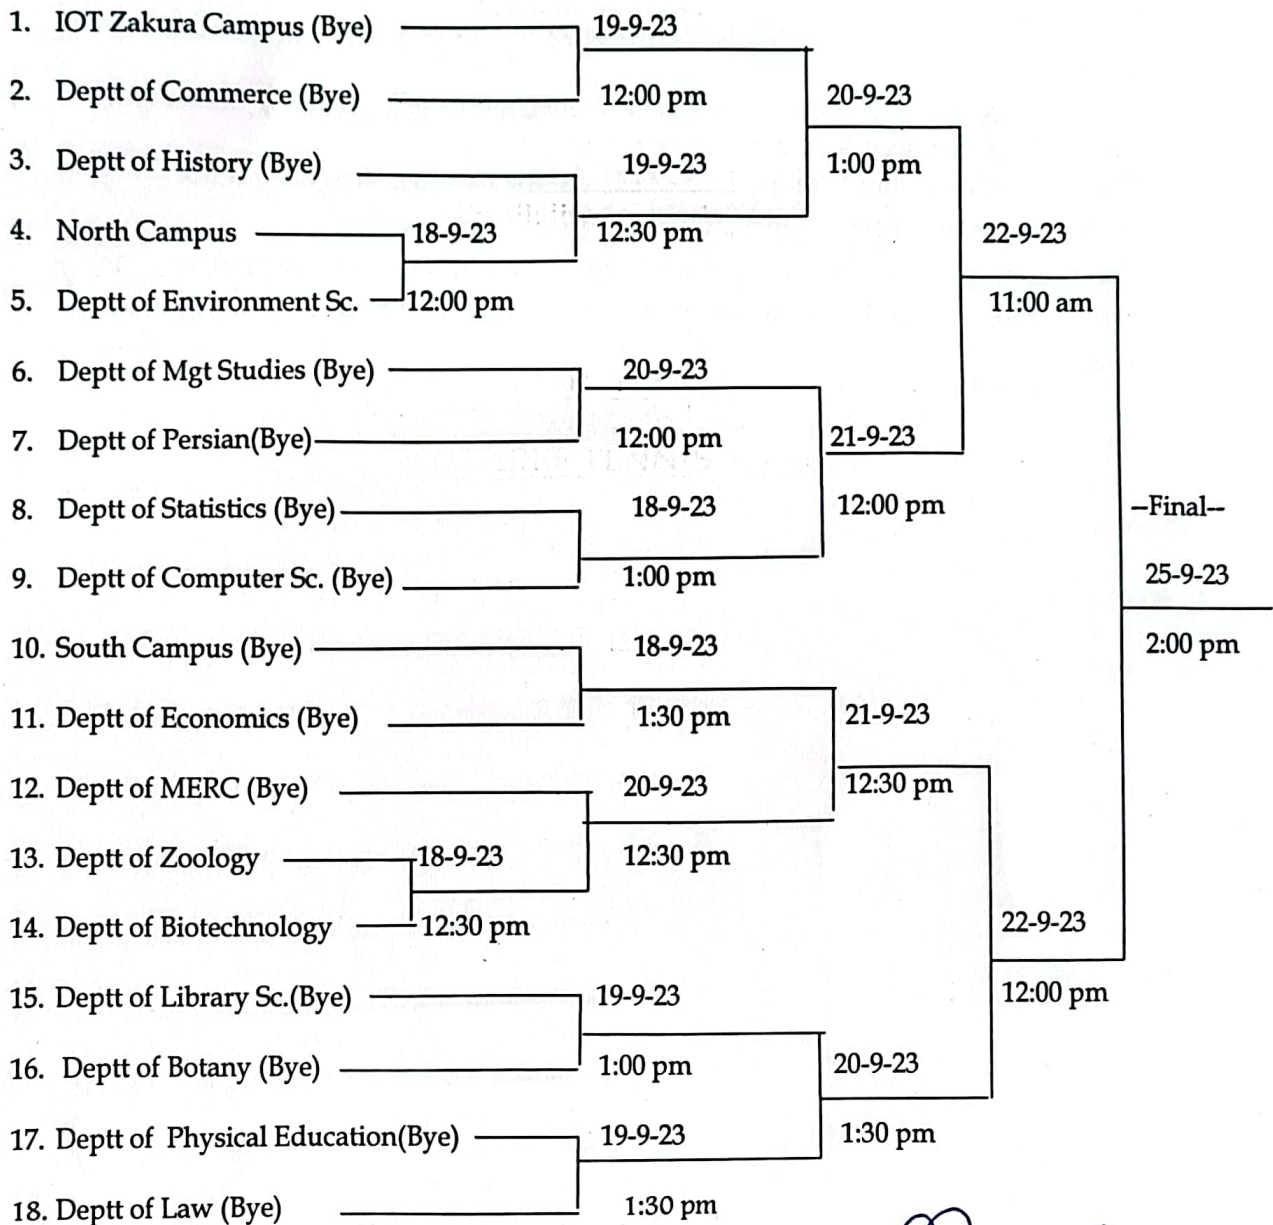 1. IOT Zakura Campus (Bye) 19-9-23
2. Deptt of Commerce (Bye) 12:00 pm 20-9-23
3. Deptt of History (Bye) 19-9-23 1:00 pm
4. North Campus 18-9-23 12:30 pm 22-9-23
5. Deptt of Environment Sc. 12:00 pm 11:00 am
6. Deptt of Mgt Studies (Bye) 20-9-23
7. Deptt of Persian(Bye) 12:00 pm 21-9-23
8. Deptt of Statistics (Bye) 18-9-23 12:00 pm --Final--
9. Deptt of Computer Sc. (Bye) 1:00 pm 25-9-23
10. South Campus (Bye) 18-9-23 2:00 pm
11. Deptt of Economics (Bye) 1:30 pm 21-9-23
12. Deptt of MERC (Bye) 20-9-23 12:30 pm
13. Deptt of Zoology 18-9-23 12:30 pm
14. Deptt of Biotechnology 12:30 pm 22-9-23
15. Deptt of Library Sc.(Bye) 19-9-23 12:00 pm
16. Deptt of Botany (Bye) 1:00 pm 20-9-23
17. Deptt of Physical Education(Bye) 19-9-23 1:30 pm
18. Deptt of Law (Bye) 1:30 pm